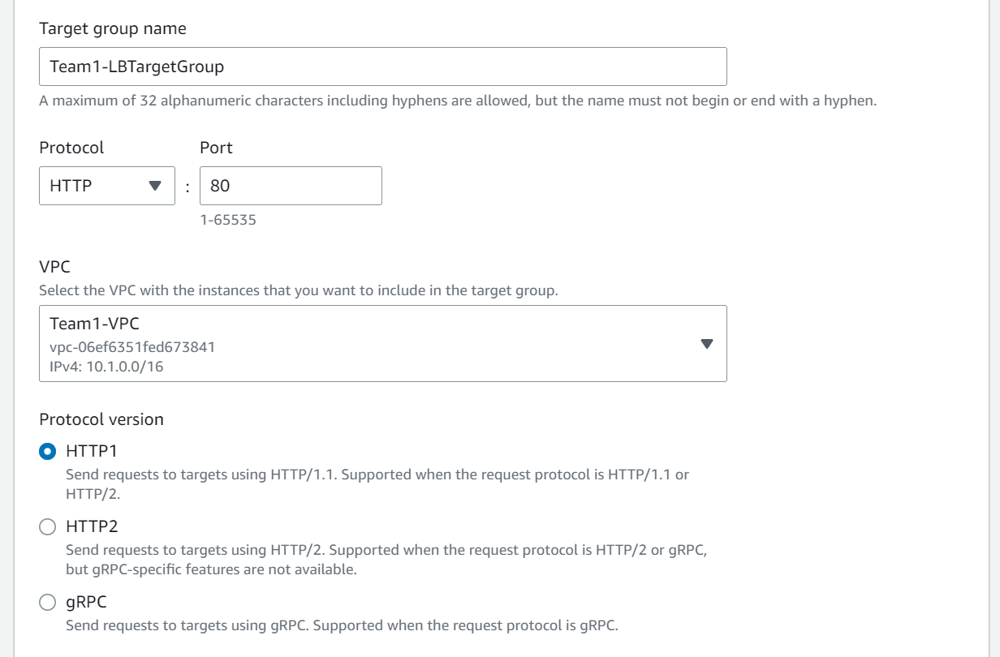 Target group name
Team1-LBTargetGroup
A maximum of 32 alphanumeric characters including hyphens are allowed, but the name must not begin or end with a hyphen.
Protocol Port
HTTP : 80
1-65535
VPC
Select the VPC with the instances that you want to include in the target group.
Team1-VPC
vpc-06ef6351fed673841
IPv4: 10.1.0.0/16
Protocol version
HTTP1
Send requests to targets using HTTP/1.1. Supported when the request protocol is HTTP/1.1 or
HTTP/2.
HTTP2
Send requests to targets using HTTP/2. Supported when the request protocol is HTTP/2 or gRPC,
but gRPC-specific features are not available.
gRPC
Send requests to targets using gRPC. Supported when the request protocol is gRPC.